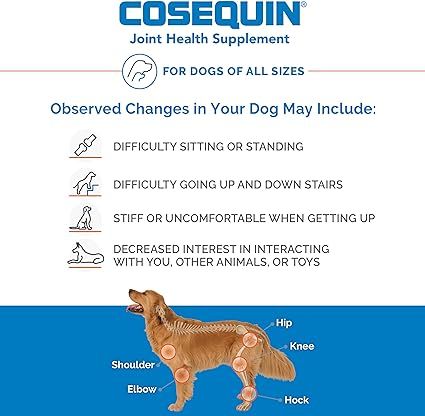 COSEQUIN®
Joint Health Supplement
FOR DOGS OF ALL SIZES
Observed Changes in Your Dog May Include:
DIFFICULTY SITTING OR STANDING
DIFFICULTY GOING UP AND DOWN STAIRS
STIFF OR UNCOMFORTABLE WHEN GETTING UP
DECREASED INTEREST IN INTERACTING
WITH YOU, OTHER ANIMALS, OR TOYS
Hip
Knee
Shoulder
Elbow
Hock